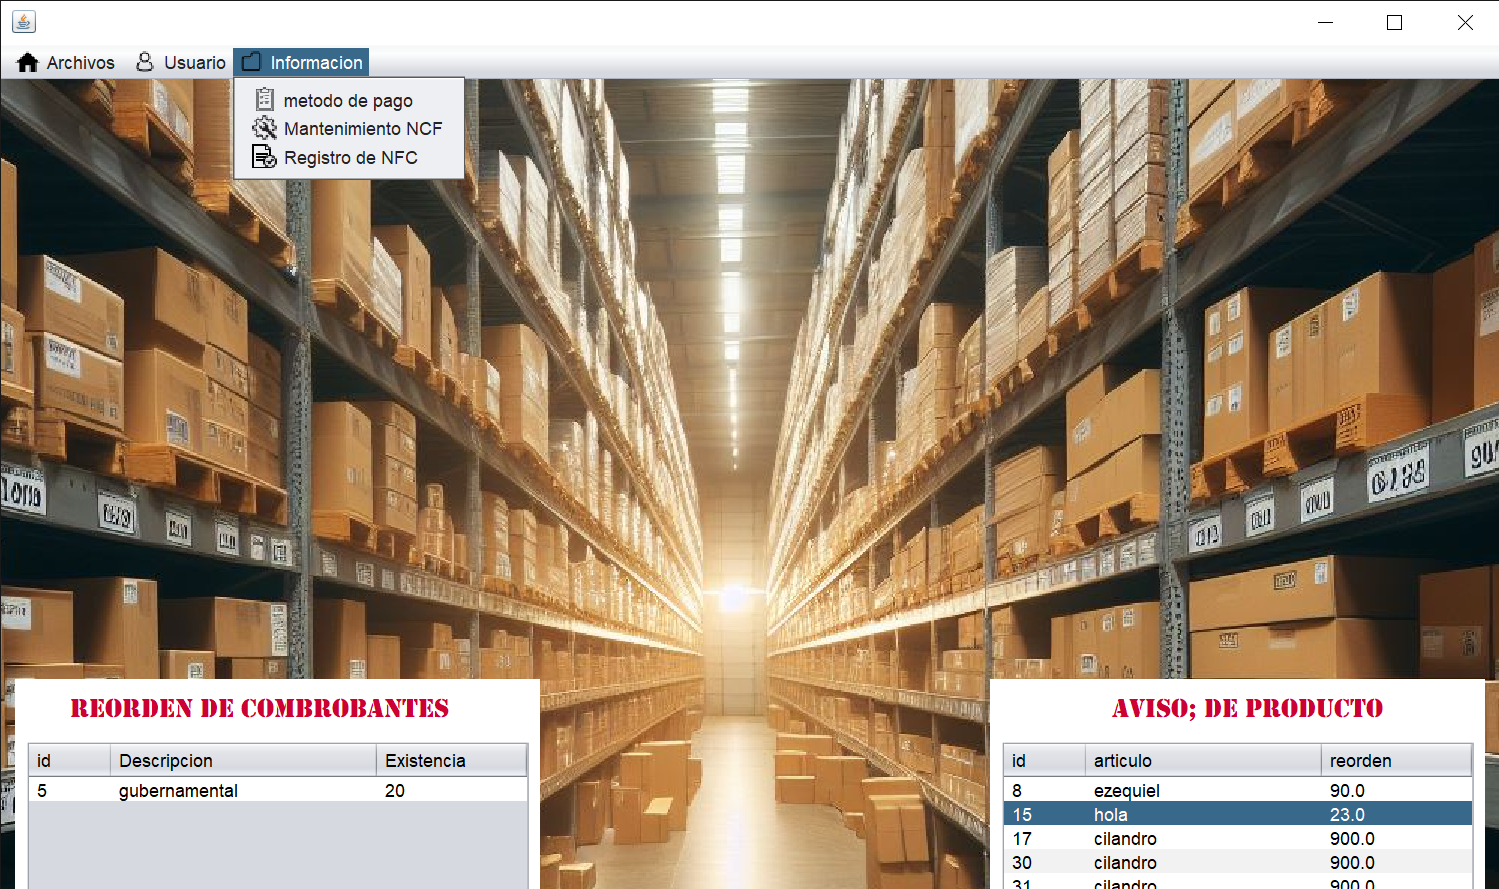 Archivos Usuario Informacion
metodo de pago
Mantenimiento NCF
Registro de NFC
REORDEN DE COMBROBANTES
id Descripcion Existencia
5 gubernamental 20
AVISO; DE PRODUCTO
id articulo reorden
8 ezequiel 90.0
15 hola 23.0
17 cilandro 900.0
30 cilandro 900.0
31 cilandro 900.0